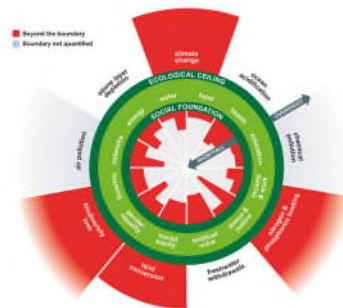 Beyond the boundary
Boundary not quantified
climate
change
ozone layer
depletion
ocean
acidification
ECOLOGICAL CEILING
OVERSHOOT
air pollution
chemical
pollution
water
food
energy
health
SOCIAL FOUNDATION
education
networks
income
& work
SHORTFALL
housing
gender
equality
social
equity
political
voice
peace &
justice
biodiversity
loss
land
conversion
freshwater
withdrawals
nitrogen &
phosphorus loading